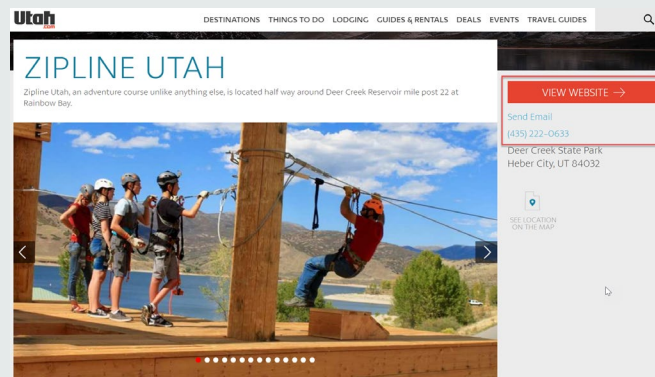 Utah
.com
DESTINATIONS THINGS TO DO LODGING GUIDES & RENTALS DEALS EVENTS TRAVEL GUIDES
ZIPLINE UTAH
Zipline Utah, an adventure course unlike anything else, is located half way around Deer Creek Reservoir mile post 22 at
Rainbow Bay.
VIEW WEBSITE →
Send Email
(435) 222-0633
Deer Creek State Park
Heber City, UT 84032
SEE LOCATION
ON THE MAP